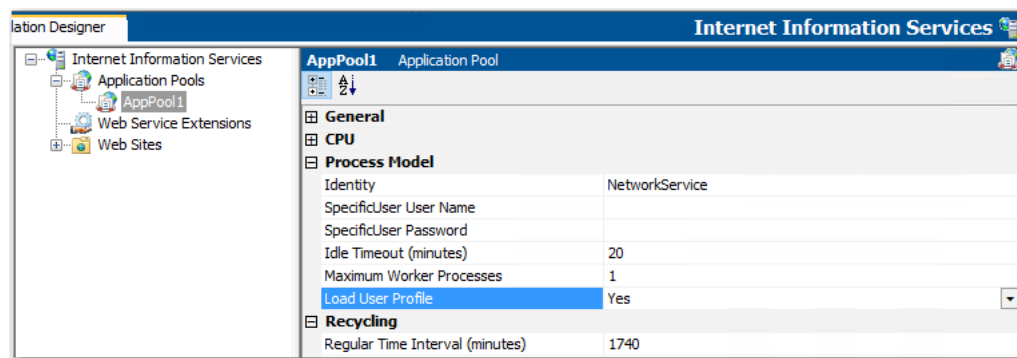 lation Designer
Internet Information Services
Internet Information Services
Application Pools
AppPool1
Web Service Extensions
Web Sites
AppPool1 Application Pool
General
CPU
Process Model
Identity NetworkService
SpecificUser User Name
SpecificUser Password
Idle Timeout (minutes) 20
Maximum Worker Processes 1
Load User Profile Yes
Recycling
Regular Time Interval (minutes) 1740